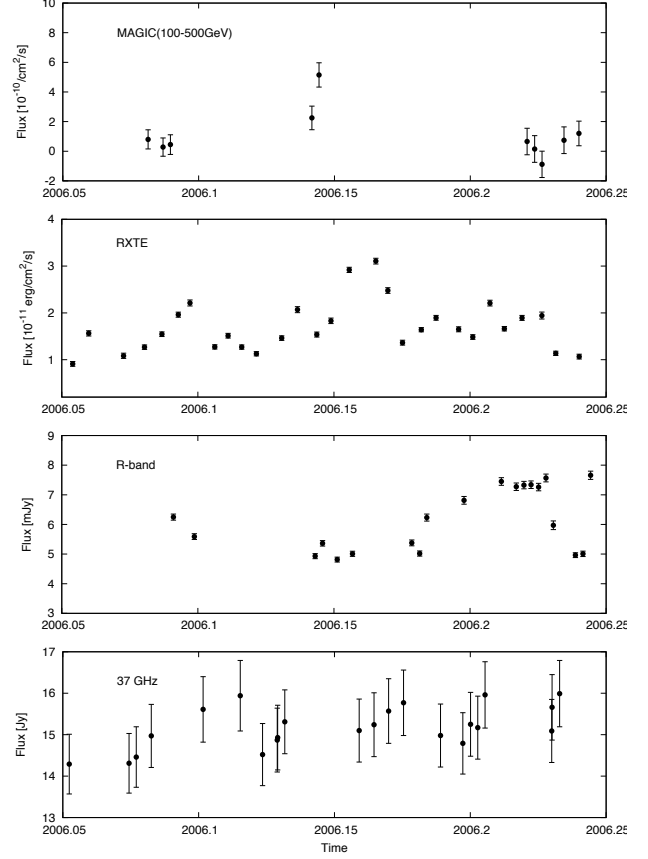 10
8
6
4
2
0
-2
Flux [10^-10/cm^2/s]
MAGIC(100-500GeV)
2006.05 2006.1 2006.15 2006.2 2006.25
4
3
2
1
Flux [10^-11 erg/cm^2/s]
RXTE
2006.05 2006.1 2006.15 2006.2 2006.25
9
8
7
6
5
4
3
Flux [mJy]
R-band
2006.05 2006.1 2006.15 2006.2 2006.25
17
16
15
14
13
Flux [Jy]
37 GHz
2006.05 2006.1 2006.15 2006.2 2006.25
Time